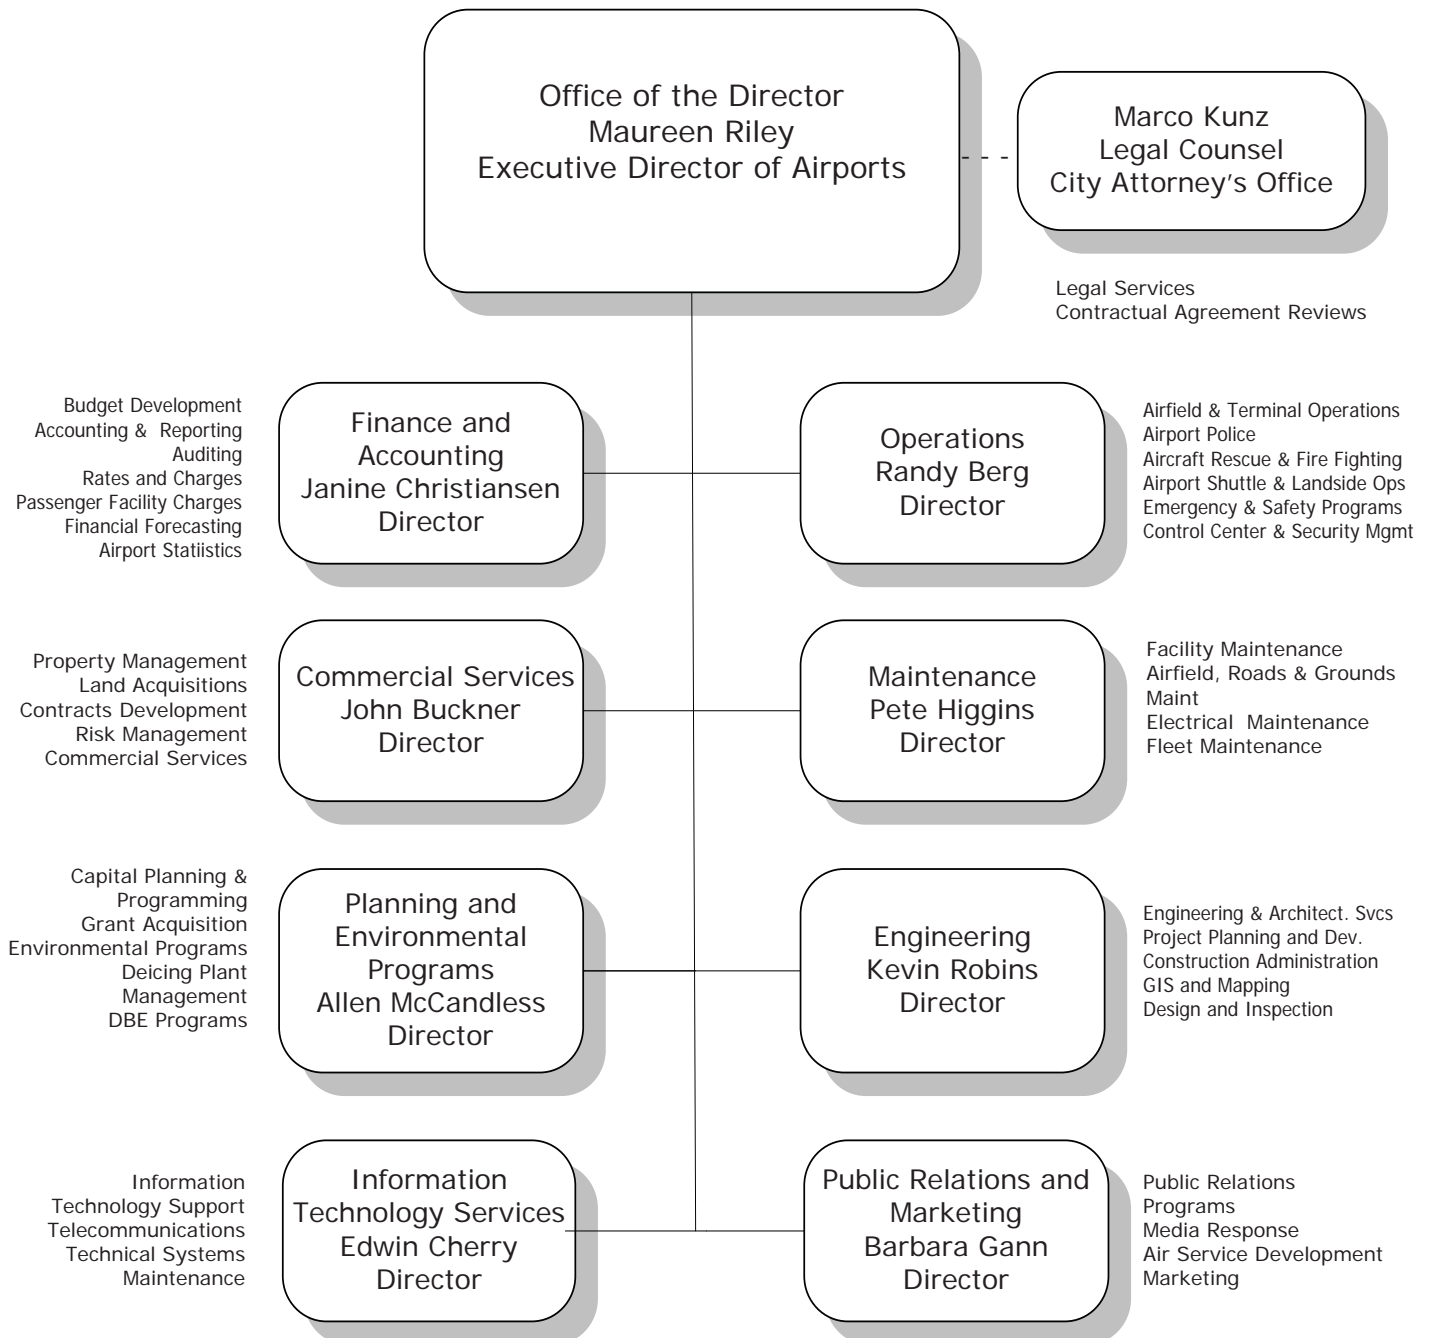 Office of the Director
Maureen Riley
Executive Director of Airports
Marco Kunz
Legal Counsel
City Attorney's Office
Legal Services
Contractual Agreement Reviews
Budget Development
Accounting & Reporting
Auditing
Rates and Charges
Passenger Facility Charges
Financial Forecasting
Airport Statiistics
Finance and
Accounting
Janine Christiansen
Director
Operations
Randy Berg
Director
Airfield & Terminal Operations
Airport Police
Aircraft Rescue & Fire Fighting
Airport Shuttle & Landside Ops
Emergency & Safety Programs
Control Center & Security Mgmt
Property Management
Land Acquisitions
Contracts Development
Risk Management
Commercial Services
Commercial Services
John Buckner
Director
Maintenance
Pete Higgins
Director
Facility Maintenance
Airfield, Roads & Grounds
Maint
Electrical Maintenance
Fleet Maintenance
Capital Planning &
Programming
Grant Acquisition
Environmental Programs
Deicing Plant
Management
DBE Programs
Planning and
Environmental
Programs
Allen McCandless
Director
Engineering
Kevin Robins
Director
Engineering & Architect. Svcs
Project Planning and Dev.
Construction Administration
GIS and Mapping
Design and Inspection
Information
Technology Support
Telecommunications
Technical Systems
Maintenance
Information
Technology Services
Edwin Cherry
Director
Public Relations and
Marketing
Barbara Gann
Director
Public Relations
Programs
Media Response
Air Service Development
Marketing